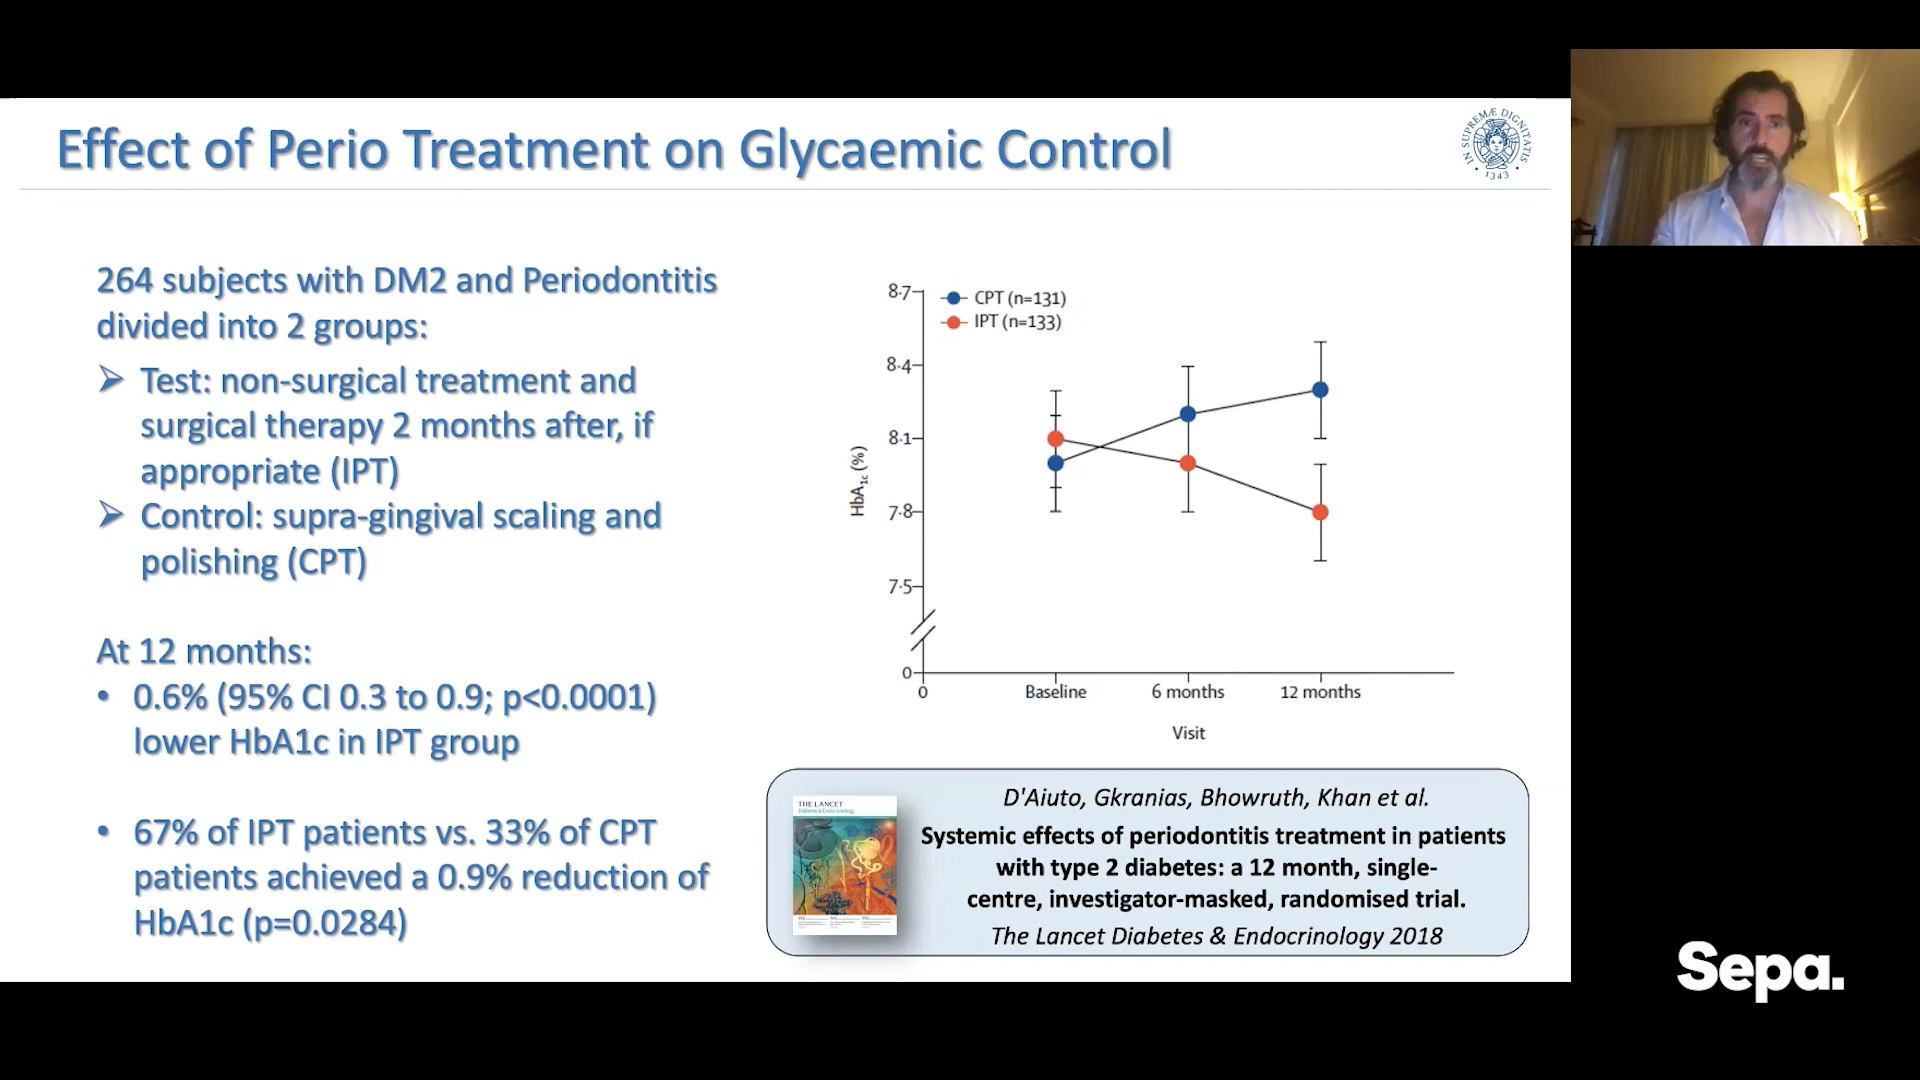 Effect of Perio Treatment on Glycaemic Control
IN SUPREMÆ DIGNITATIS
• 1343 •
264 subjects with DM2 and Periodontitis
divided into 2 groups:
➢ Test: non-surgical treatment and
surgical therapy 2 months after, if
appropriate (IPT)
➢ Control: supra-gingival scaling and
polishing (CPT)
At 12 months:
• 0.6% (95% CI 0.3 to 0.9; p<0.0001)
lower HbA1c in IPT group
• 67% of IPT patients vs. 33% of CPT
patients achieved a 0.9% reduction of
HbA1c (p=0.0284)
CPT (n=131)
IPT (n=133)
8·7
8·4
8·1
7·8
7·5
0
HbA1c (%)
0 Baseline 6 months 12 months
Visit
THE LANCET
Diabetes & Endocrinology
D'Aiuto, Gkranias, Bhowruth, Khan et al.
Systemic effects of periodontitis treatment in patients
with type 2 diabetes: a 12 month, single-
centre, investigator-masked, randomised trial.
The Lancet Diabetes & Endocrinology 2018
Sepa.